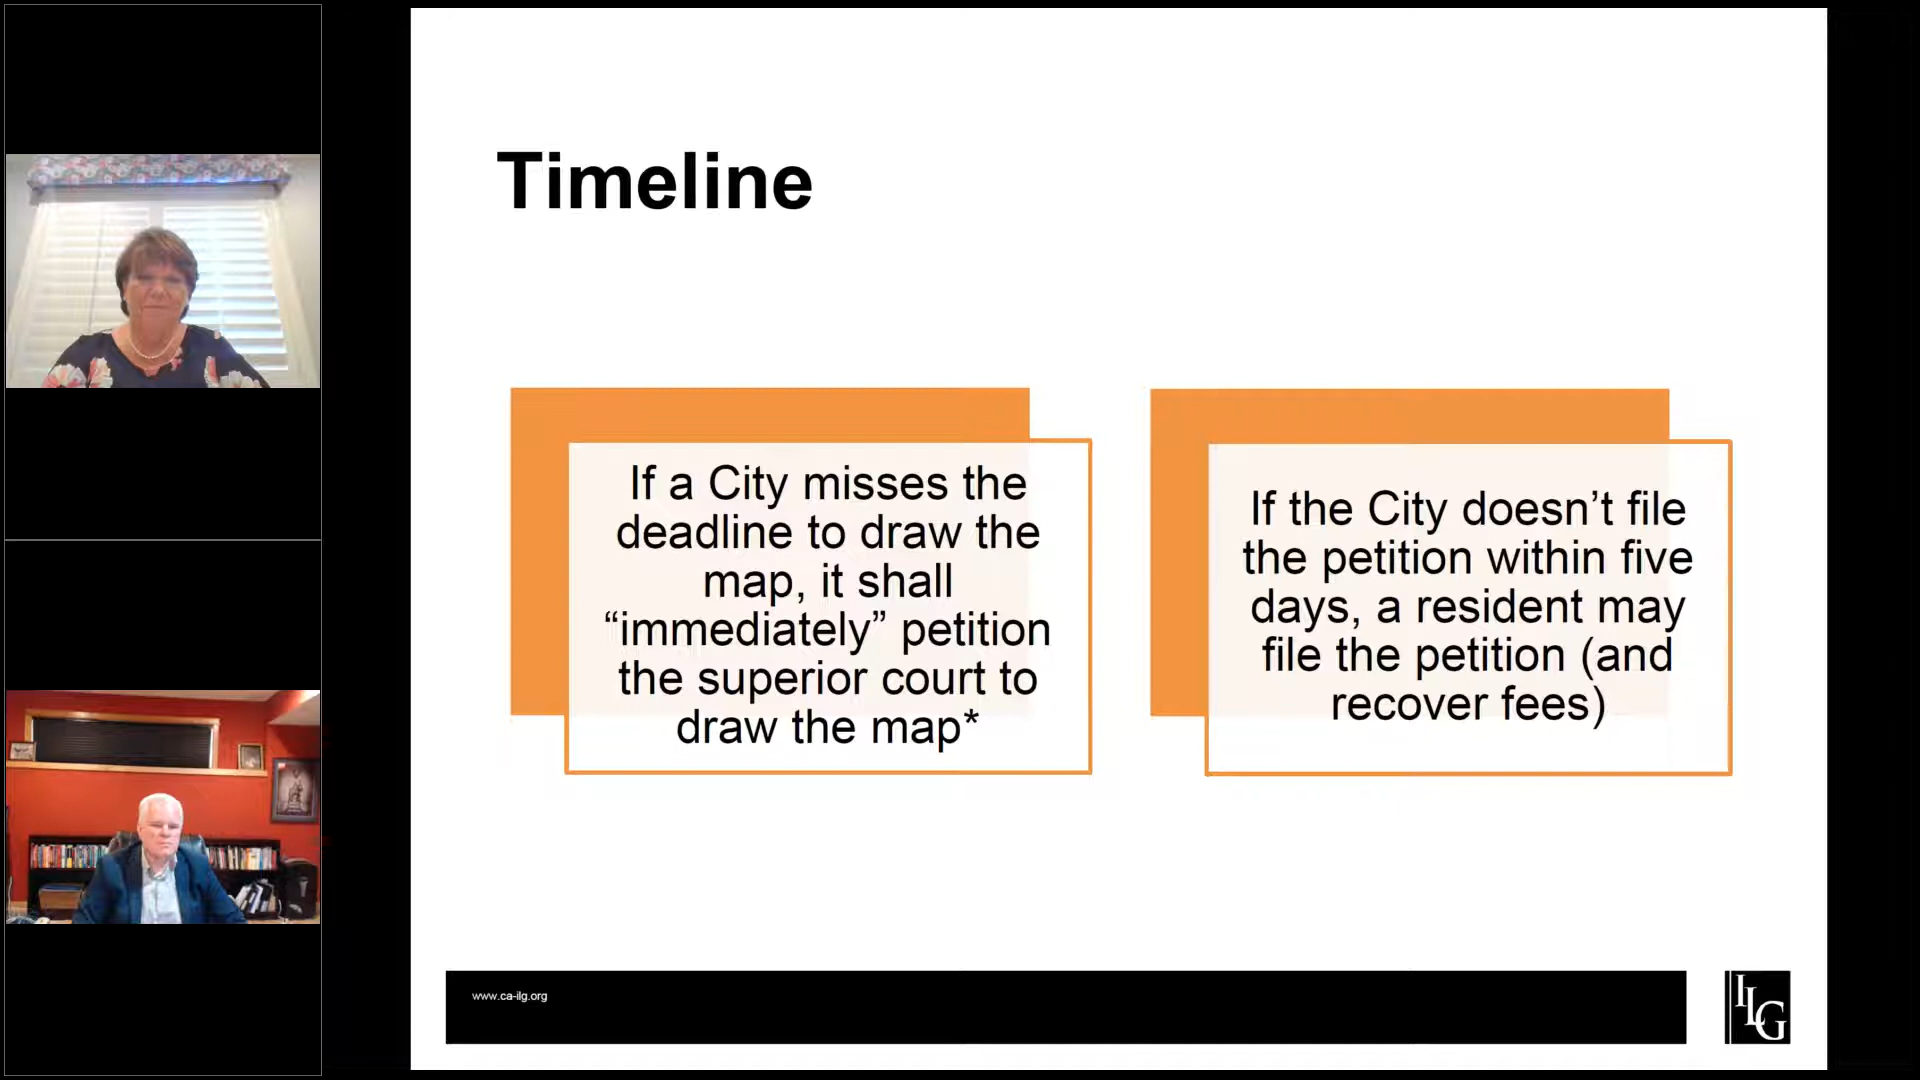 Timeline
If a City misses the
deadline to draw the
map, it shall
“immediately” petition
the superior court to
draw the map*
If the City doesn’t file
the petition within five
days, a resident may
file the petition (and
recover fees)
www.ca-ilg.org
ILG